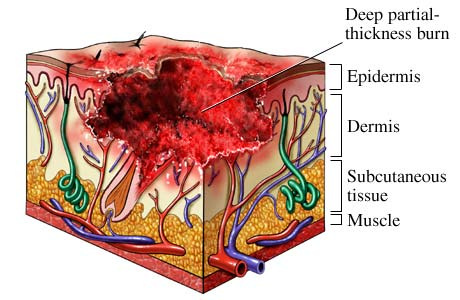 Deep partial-
thickness burn
Epidermis
Dermis
Subcutaneous
tissue
Muscle